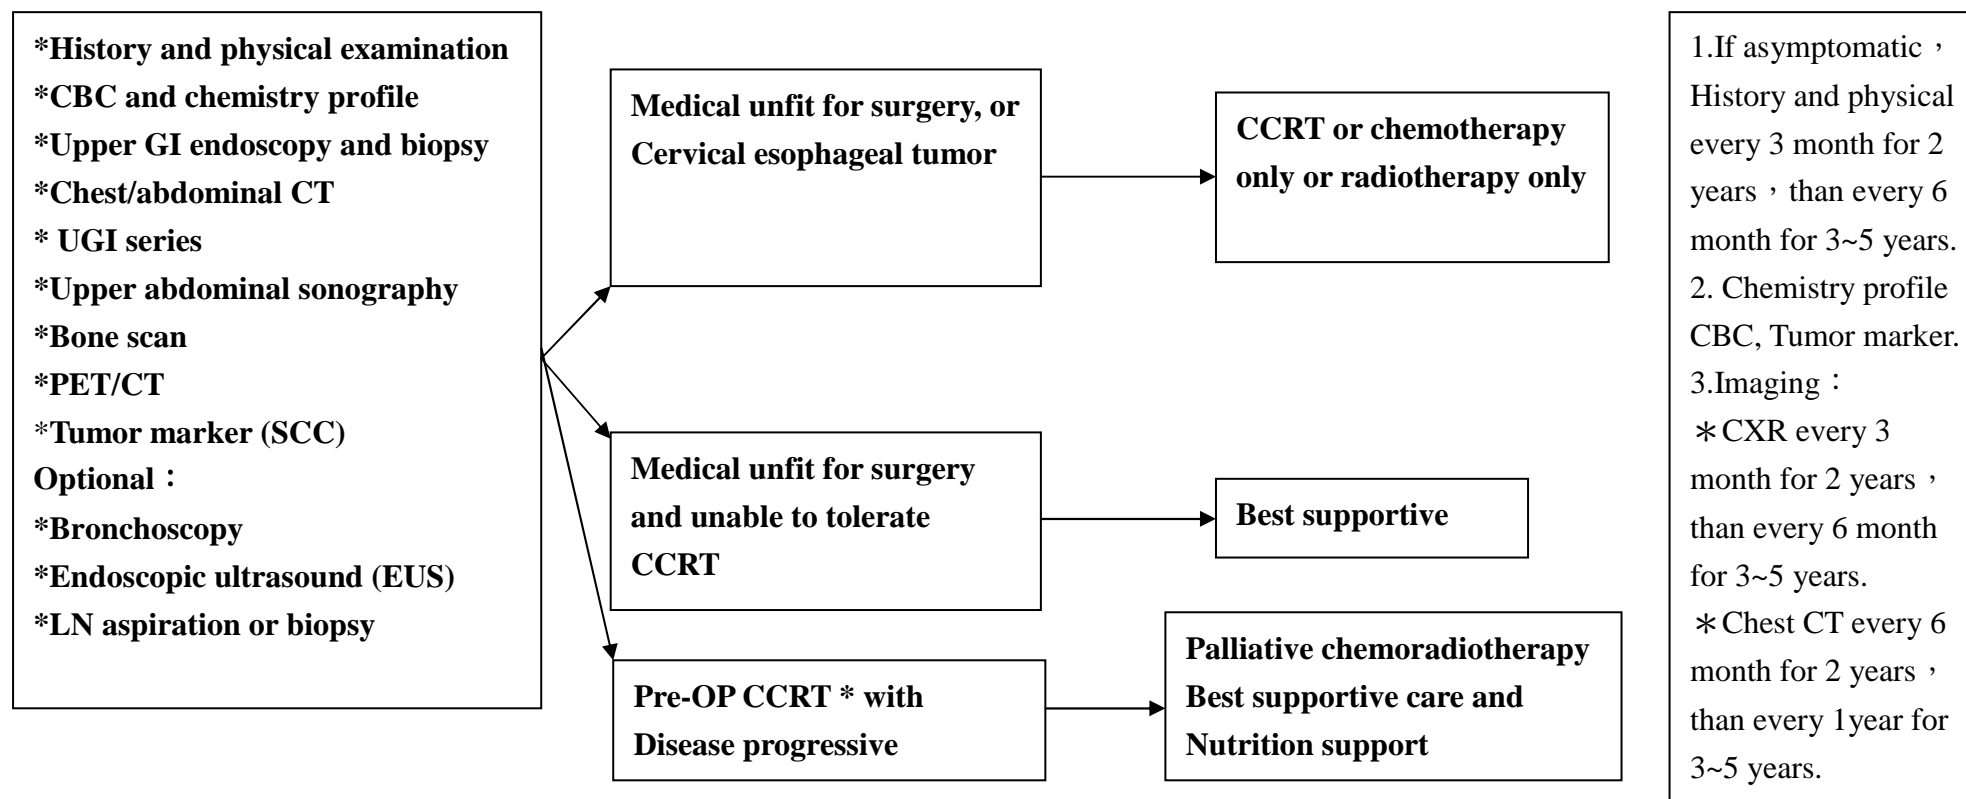 *History and physical examination
*CBC and chemistry profile
*Upper GI endoscopy and biopsy
*Chest/abdominal CT
* UGI series
*Upper abdominal sonography
*Bone scan
*PET/CT
*Tumor marker (SCC)
Optional：
*Bronchoscopy
*Endoscopic ultrasound (EUS)
*LN aspiration or biopsy
Medical unfit for surgery, or
Cervical esophageal tumor
CCRT or chemotherapy
only or radiotherapy only
Medical unfit for surgery
and unable to tolerate
CCRT
Best supportive
Pre-OP CCRT * with
Disease progressive
Palliative chemoradiotherapy
Best supportive care and
Nutrition support
1.If asymptomatic，
History and physical
every 3 month for 2
years，than every 6
month for 3~5 years.
2. Chemistry profile
CBC, Tumor marker.
3.Imaging：
＊CXR every 3
month for 2 years，
than every 6 month
for 3~5 years.
＊Chest CT every 6
month for 2 years，
than every 1year for
3~5 years.